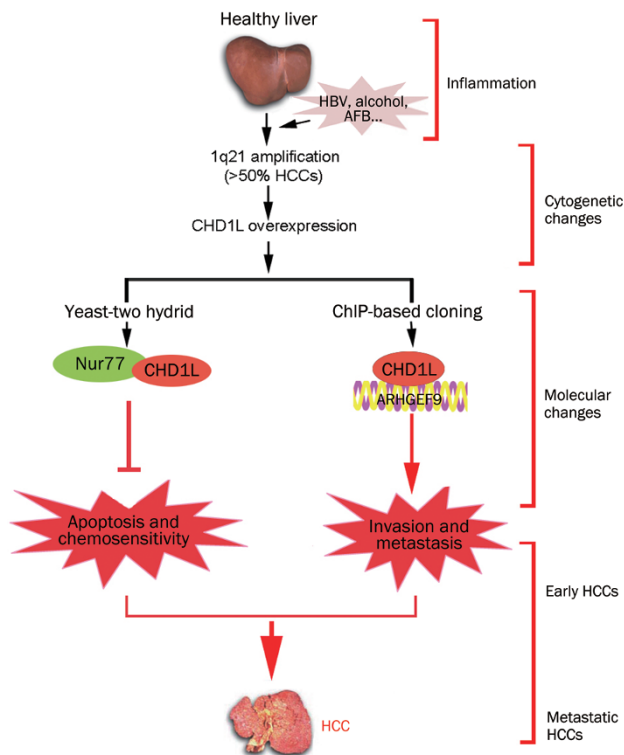 Healthy liver
HBV, alcohol,
AFB...
Inflammation
1q21 amplification
(>50% HCCs)
CHD1L overexpression
Cytogenetic
changes
Yeast-two hydrid
ChIP-based cloning
Nur77
CHD1L
CHD1L
ARHGEF9
Molecular
changes
Apoptosis and
chemosensitivity
Invasion and
metastasis
Early HCCs
HCC
Metastatic
HCCs